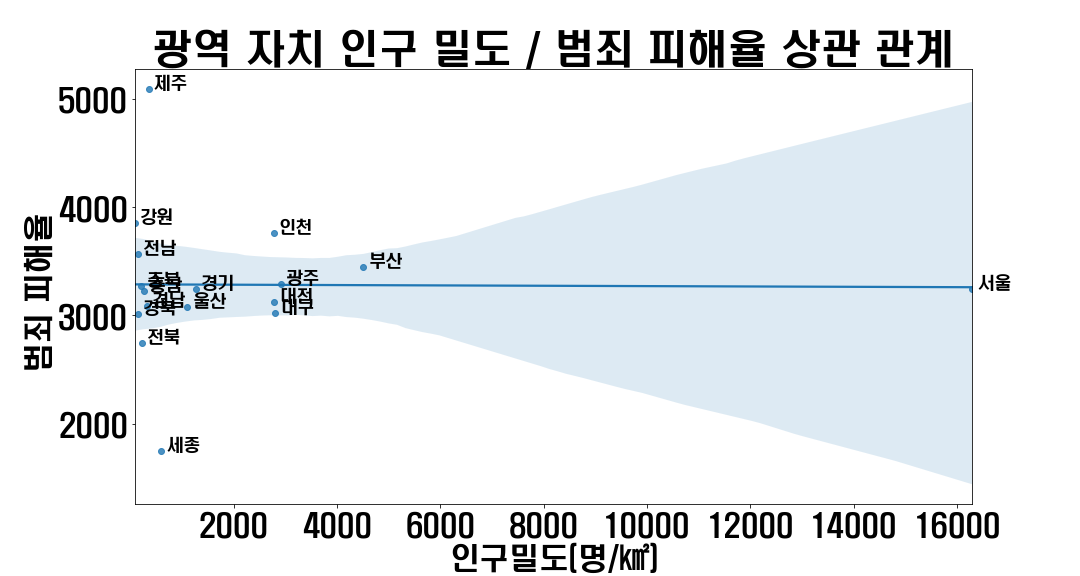 광역 자치 인구 밀도 / 범죄 피해율 상관 관계
5000
4000
3000
2000
범죄 피해율
제주
강원
인천
전남
부산
충북
충남
경기
광주
서울
대전
경남
울산
대구
경북
전북
세종
2000
4000
6000
8000
10000
12000
14000
16000
인구밀도(명/㎢)